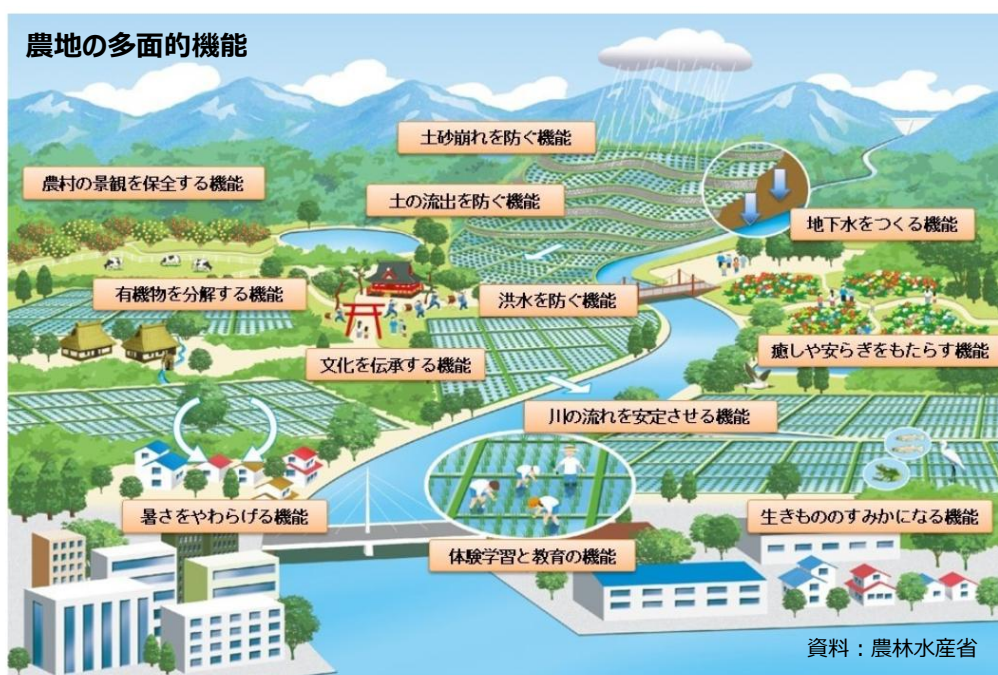 農地の多面的機能
土砂崩れを防ぐ機能
農村の景観を保全する機能
土の流出を防ぐ機能
地下水をつくる機能
有機物を分解する機能
洪水を防ぐ機能
文化を伝承する機能
癒しや安らぎをもたらす機能
川の流れを安定させる機能
暑さをやわらげる機能
生きもののすみかになる機能
体験学習と教育の機能
資料：農林水産省